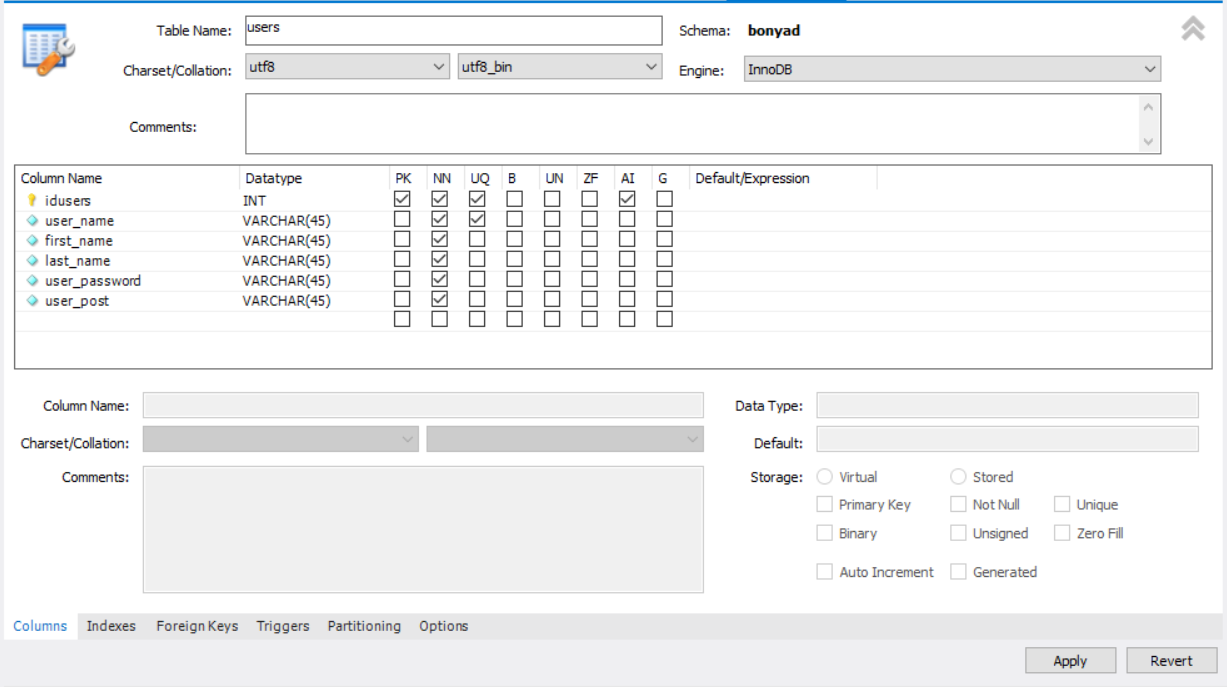 Table Name: users Schema: bonyad
Charset/Collation: utf8 utf8_bin Engine: InnoDB
Comments:
Column Name Datatype PK NN UQ B UN ZF AI G Default/Expression
idusers INT
user_name VARCHAR(45)
first_name VARCHAR(45)
last_name VARCHAR(45)
user_password VARCHAR(45)
user_post VARCHAR(45)
Column Name: Data Type:
Charset/Collation: Default:
Comments: Storage: Virtual Stored
Primary Key Not Null Unique
Binary Unsigned Zero Fill
Auto Increment Generated
Columns Indexes Foreign Keys Triggers Partitioning Options
Apply Revert